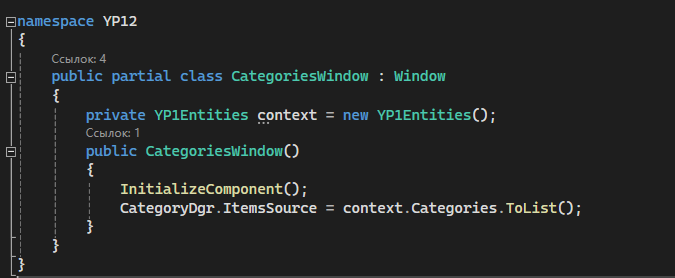 namespace YP12
{
Ссылок: 4
public partial class CategoriesWindow : Window
{
private YP1Entities context = new YP1Entities();
Ссылок: 1
public CategoriesWindow()
{
InitializeComponent();
CategoryDgr.ItemsSource = context.Categories.ToList();
}
}
}